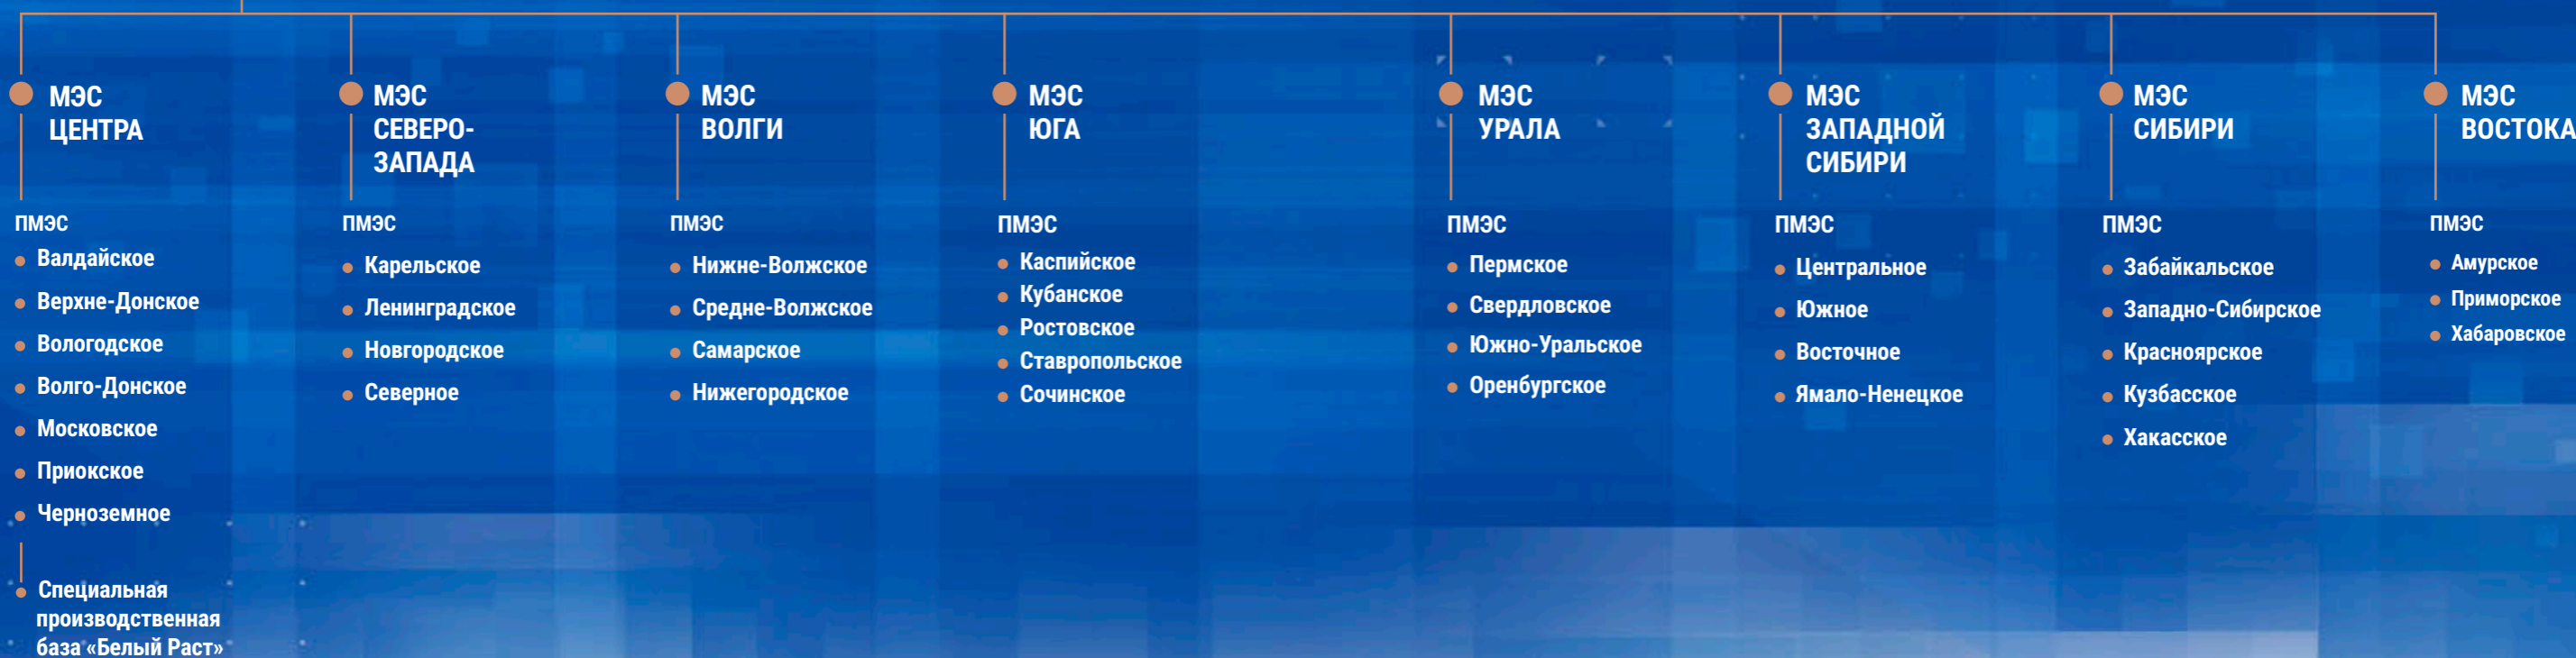 МЭС
ЦЕНТРА
ПМЭС
Валдайское
Верхне-Донское
Вологодское
Волго-Донское
Московское
Приокское
Черноземное
Специальная
производственная
база «Белый Раст»
МЭС
СЕВЕРО-
ЗАПАДА
ПМЭС
Карельское
Ленинградское
Новгородское
Северное
МЭС
ВОЛГИ
ПМЭС
Нижне-Волжское
Средне-Волжское
Самарское
Нижегородское
МЭС
ЮГА
ПМЭС
Каспийское
Кубанское
Ростовское
Ставропольское
Сочинское
МЭС
УРАЛА
ПМЭС
Пермское
Свердловское
Южно-Уральское
Оренбургское
МЭС
ЗАПАДНОЙ
СИБИРИ
ПМЭС
Центральное
Южное
Восточное
Ямало-Ненецкое
МЭС
СИБИРИ
ПМЭС
Забайкальское
Западно-Сибирское
Красноярское
Кузбасское
Хакасское
МЭС
ВОСТОКА
ПМЭС
Амурское
Приморское
Хабаровское